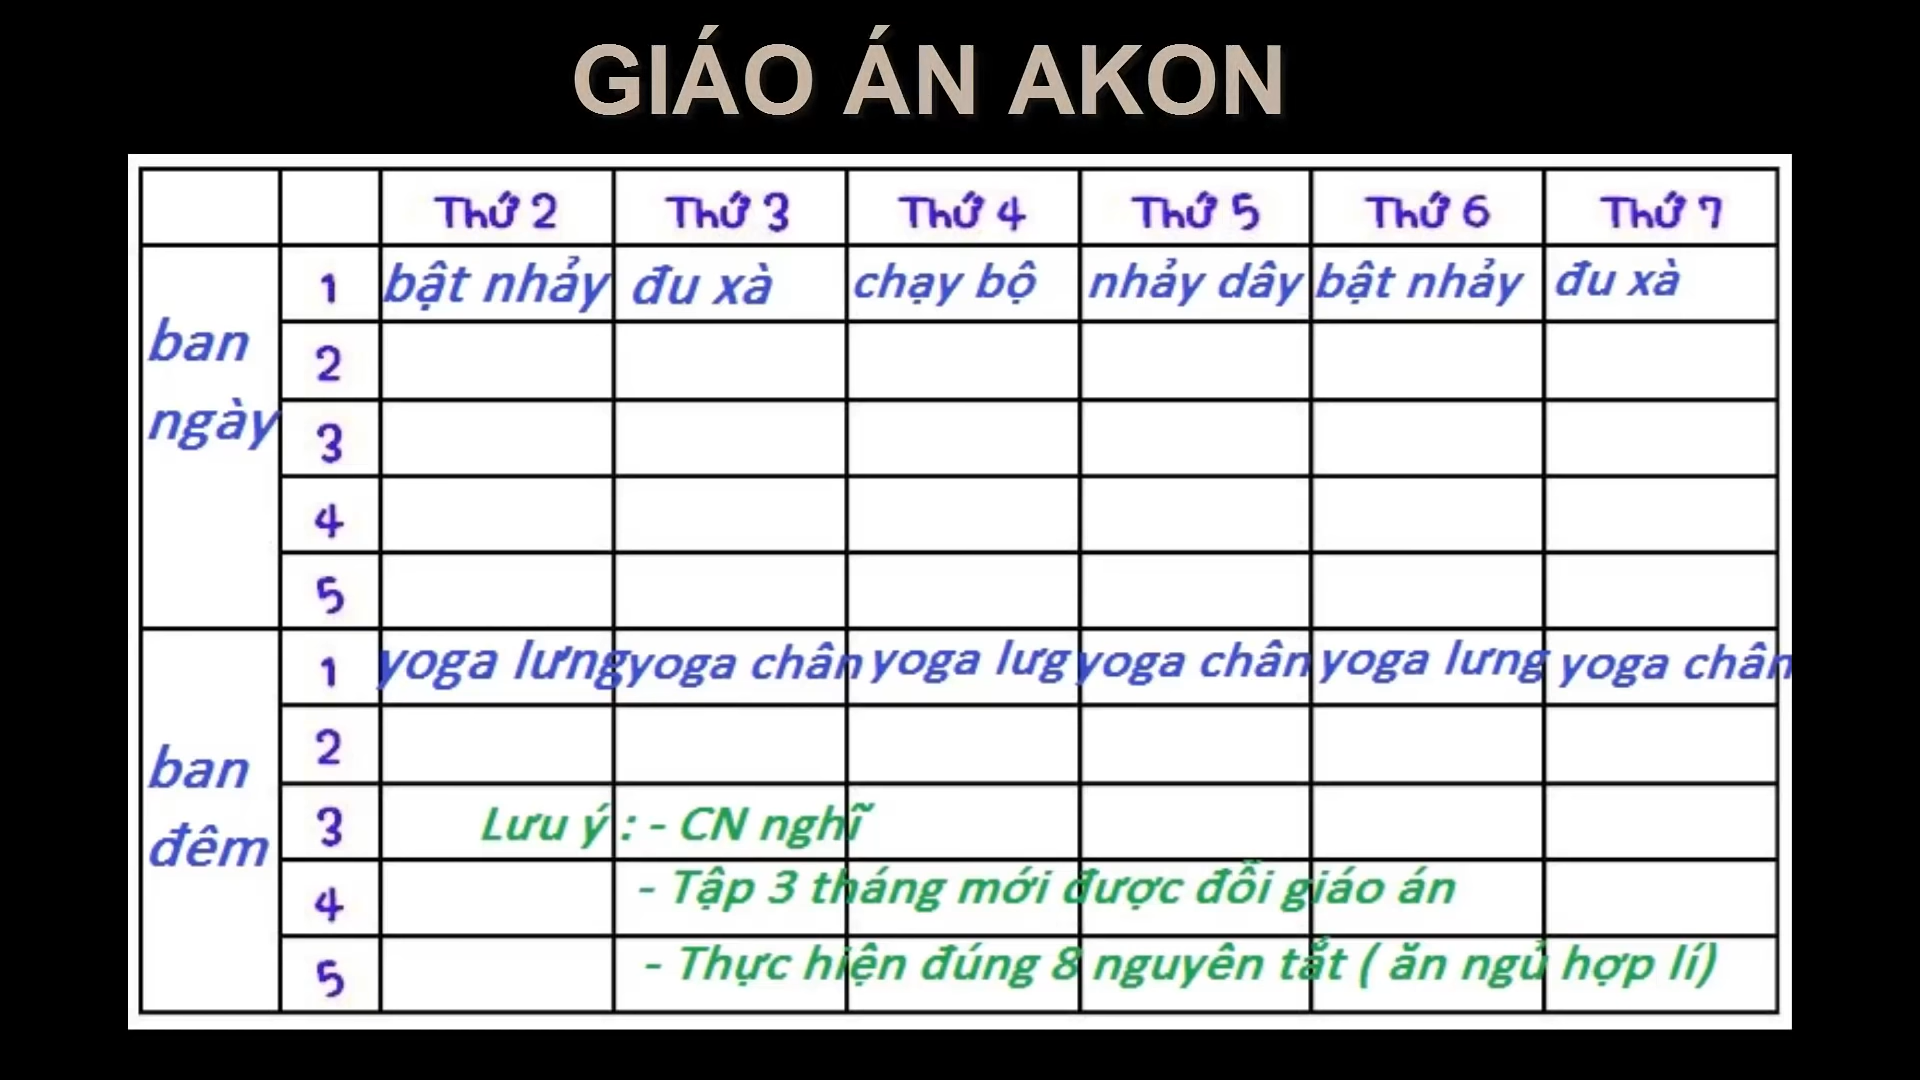 GIÁO ÁN AKON
Thứ 2 Thứ 3 Thứ 4 Thứ 5 Thứ 6 Thứ 7
ban ngày
1 bật nhảy đu xà chạy bộ nhảy dây bật nhảy đu xà
2
3
4
5
ban đêm
1 yoga lưng yoga chân yoga lưg yoga chân yoga lưng yoga chân
2
3 Lưu ý : - CN nghĩ
4 - Tập 3 tháng mới được đỗi giáo án
5 - Thực hiện đúng 8 nguyên tắt ( ăn ngủ hợp lí)